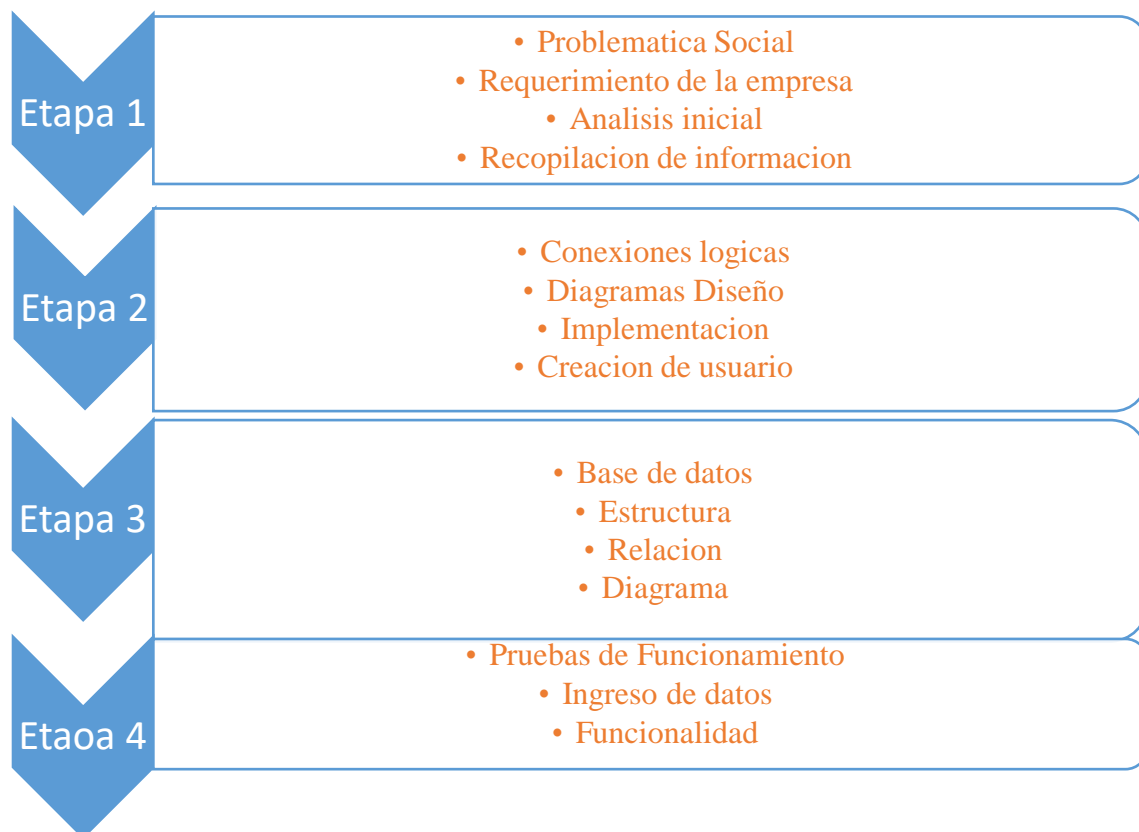 Etapa 1
• Problematica Social
• Requerimiento de la empresa
• Analisis inicial
• Recopilacion de informacion
Etapa 2
• Conexiones logicas
• Diagramas Diseño
• Implementacion
• Creacion de usuario
Etapa 3
• Base de datos
• Estructura
• Relacion
• Diagrama
Etaoa 4
• Pruebas de Funcionamiento
• Ingreso de datos
• Funcionalidad